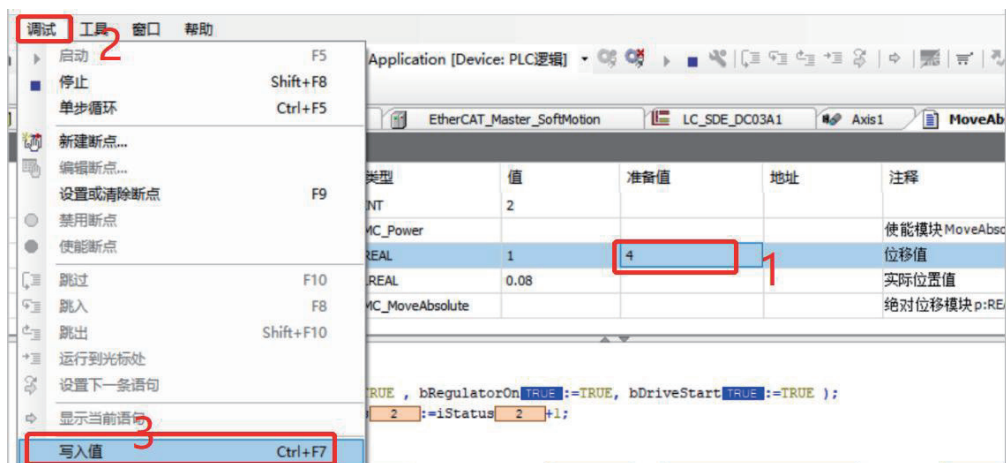 调试 工具 窗口 帮助
2
启动 F5
Application [Device: PLC逻辑]
停止 Shift+F8
单步循环 Ctrl+F5
EtherCAT_Master_SoftMotion LC_SDE_DC03A1 Axis1 MoveAb
新建断点...
编辑断点...
类型 值 准备值 地址 注释
设置或清除断点 F9
INT 2
禁用断点
MC_Power 使能模块MoveAbso
使能断点
REAL 1 4 位移值
1
跳过 F10
LREAL 0.08 实际位置值
跳入 F8
MC_MoveAbsolute 绝对位移模块p:REA
跳出 Shift+F10
运行到光标处
设置下一条语句
TRUE , bRegulatorOn TRUE :=TRUE, bDriveStart TRUE :=TRUE );
显示当前语句
2 :=iStatus 2 +1;
3
写入值 Ctrl+F7